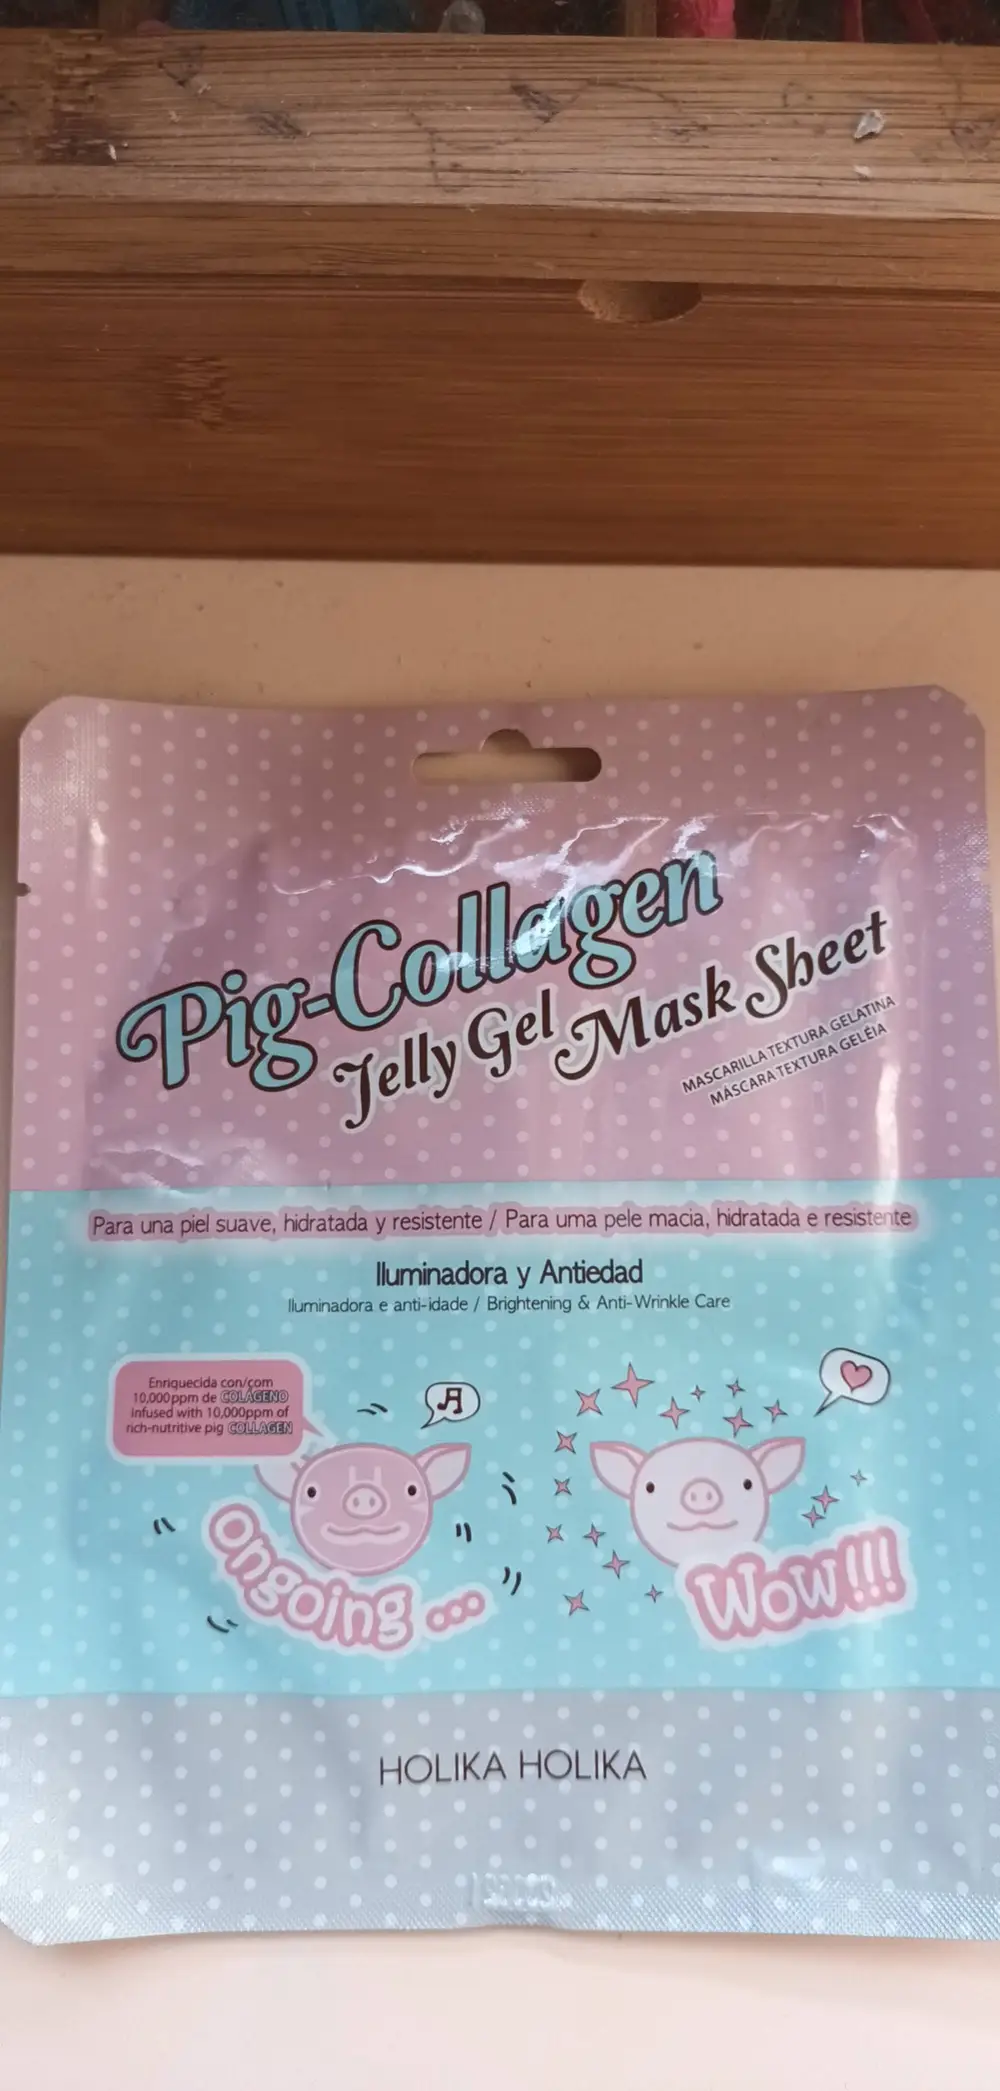 Pig-Collagen
Jelly Gel Mask Sheet
MASCARILLA TEXTURA GELATINA
MÁSCARA TEXTURA GELÉIA
Para una piel suave, hidratada y resistente / Para uma pele macia, hidratada e resistente
Iluminadora y Antiedad
Iluminadora e anti-idade / Brightening & Anti-Wrinkle Care
Enriquecida con/com
10,000ppm de COLÁGENO
Infused with 10,000ppm of
rich-nutritive pig COLLAGEN
Ongoing...
Wow!!!
HOLIKA HOLIKA